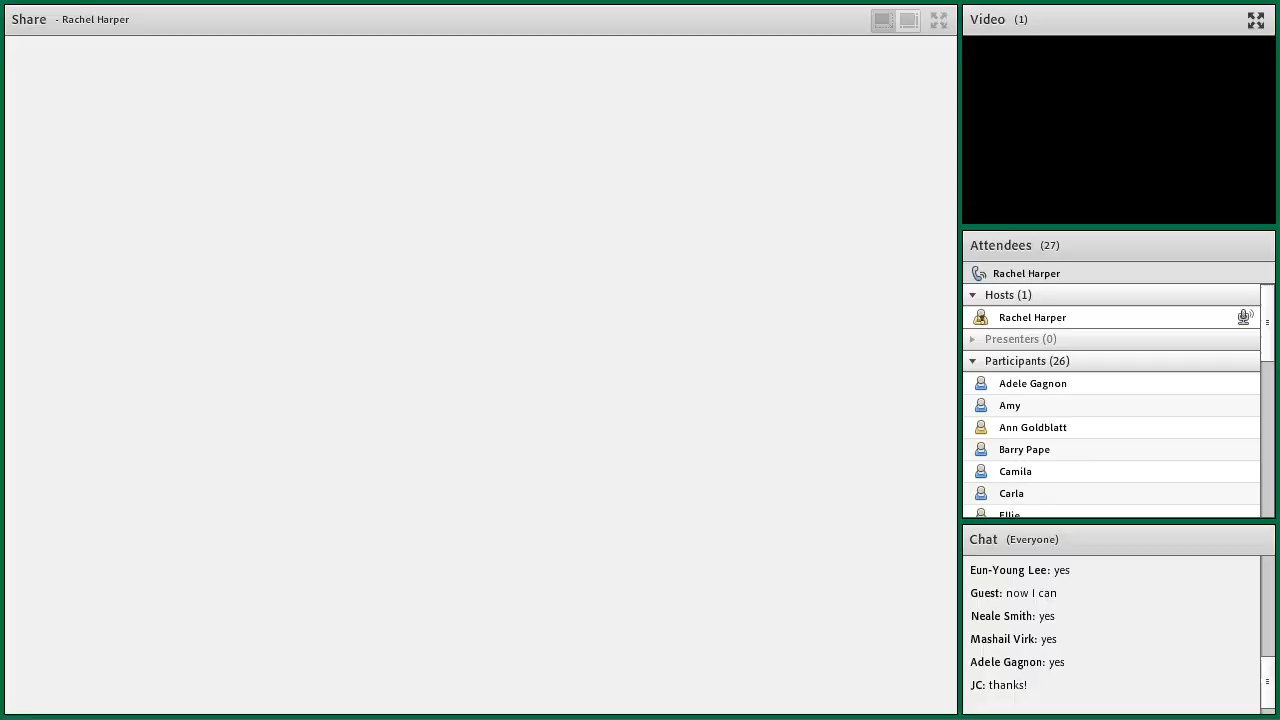 Share - Rachel Harper
Video (1)
Attendees (27)
Rachel Harper
Hosts (1)
Rachel Harper
Presenters (0)
Participants (26)
Adele Gagnon
Amy
Ann Goldblatt
Barry Pape
Camila
Carla
Ellie
Chat (Everyone)
Eun-Young Lee: yes
Guest: now I can
Neale Smith: yes
Mashail Virk: yes
Adele Gagnon: yes
JC: thanks!